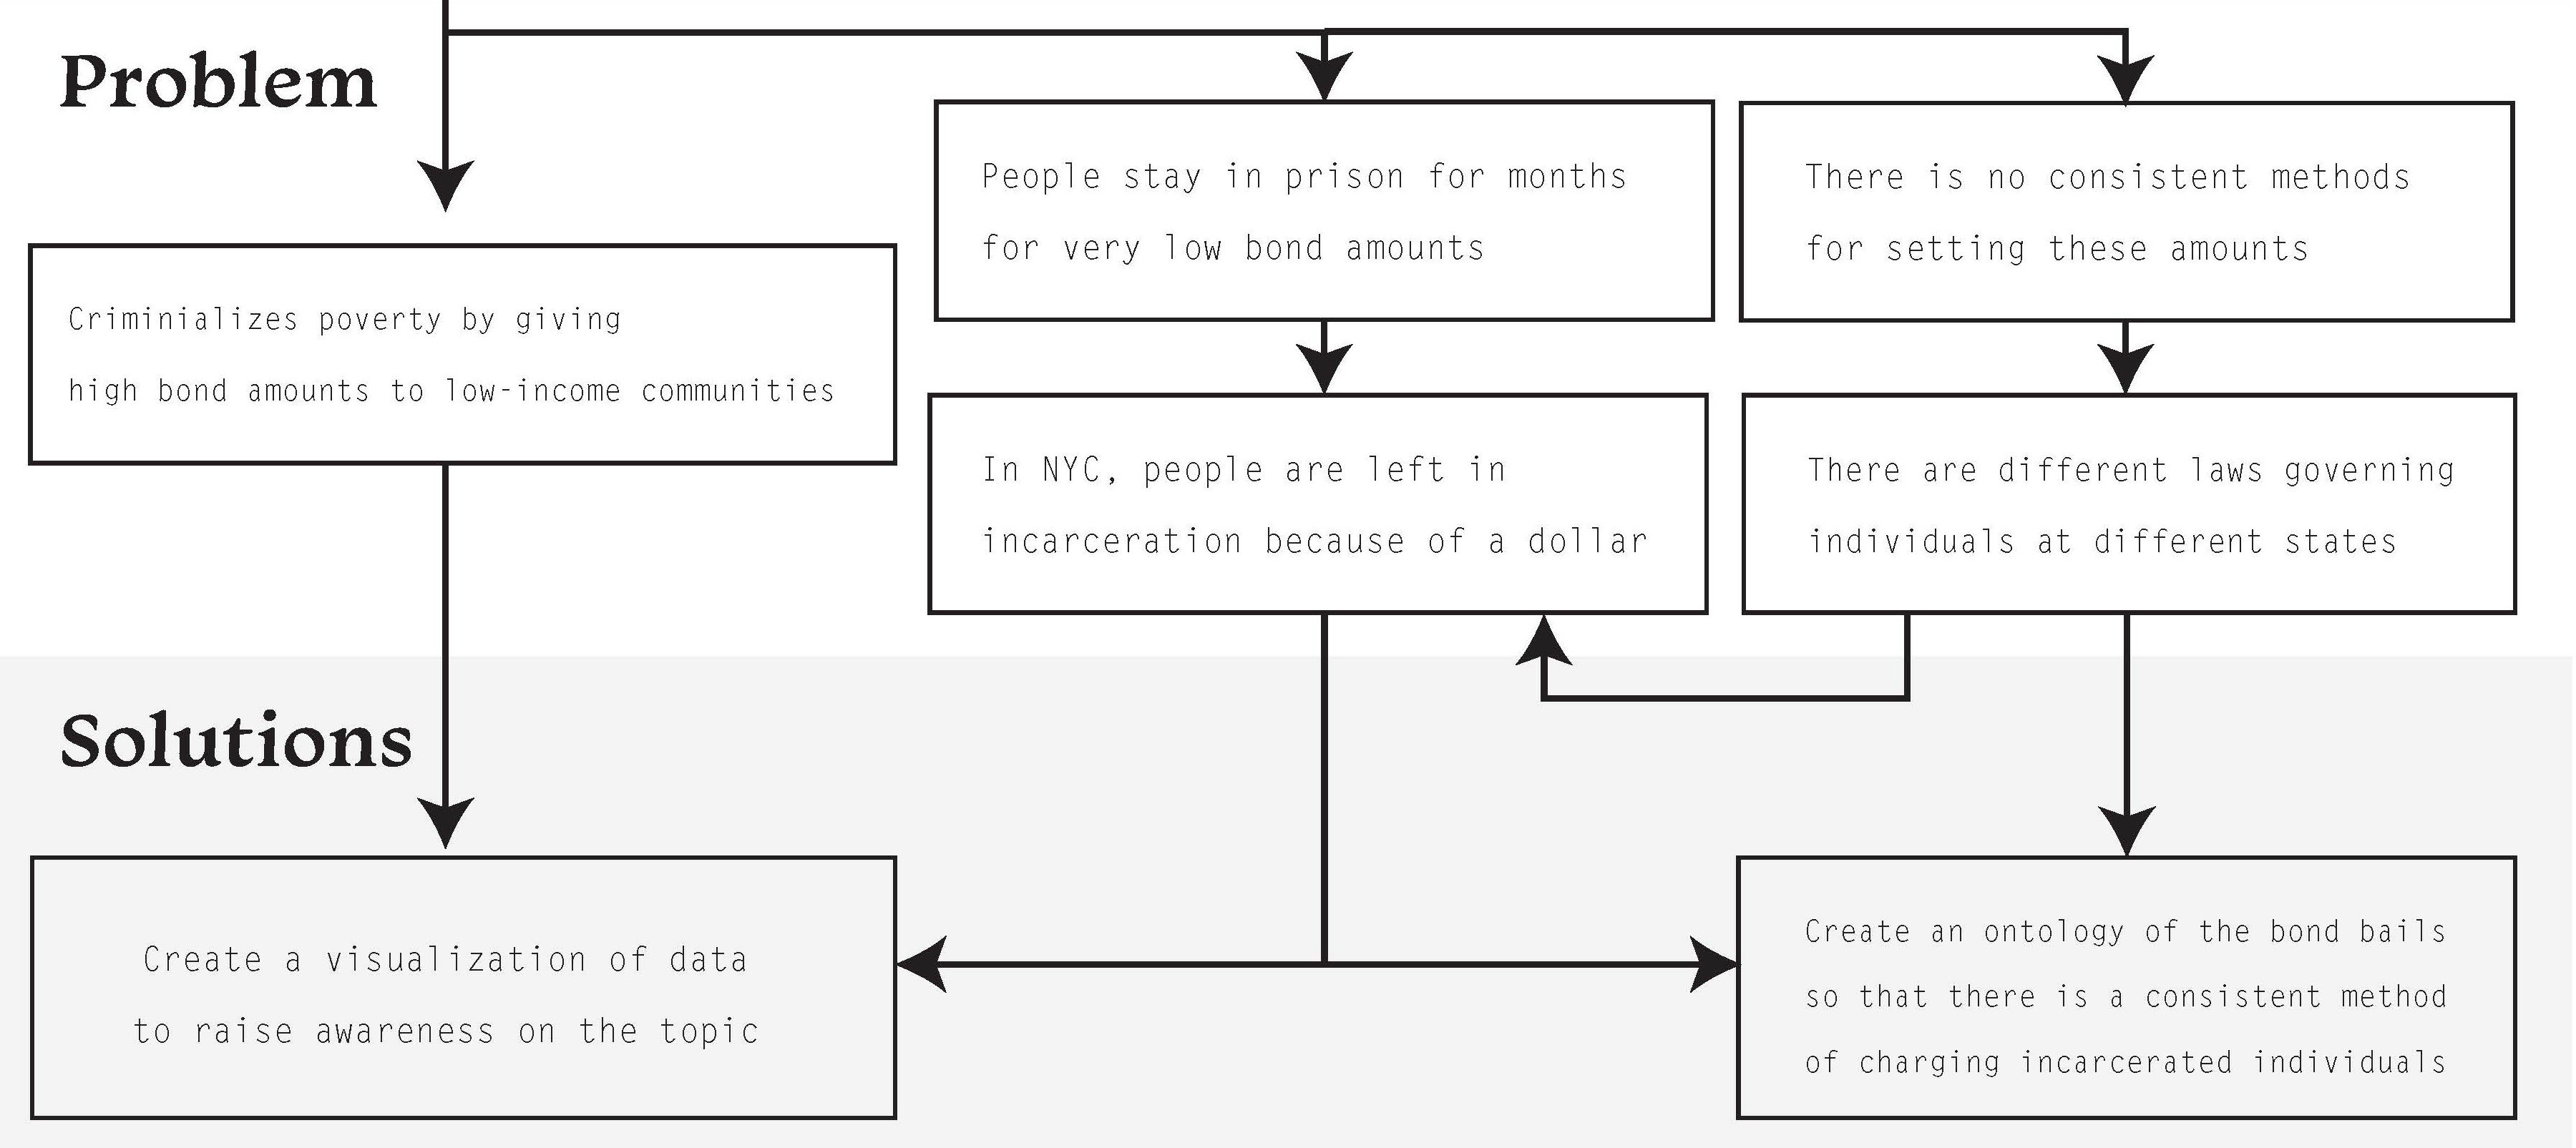 Problem
People stay in prison for months
for very low bond amounts
There is no consistent methods
for setting these amounts
Criminializes poverty by giving
high bond amounts to low-income communities
In NYC, people are left in
incarceration because of a dollar
There are different laws governing
individuals at different states
Solutions
Create a visualization of data
to raise awareness on the topic
Create an ontology of the bond bails
so that there is a consistent method
of charging incarcerated individuals